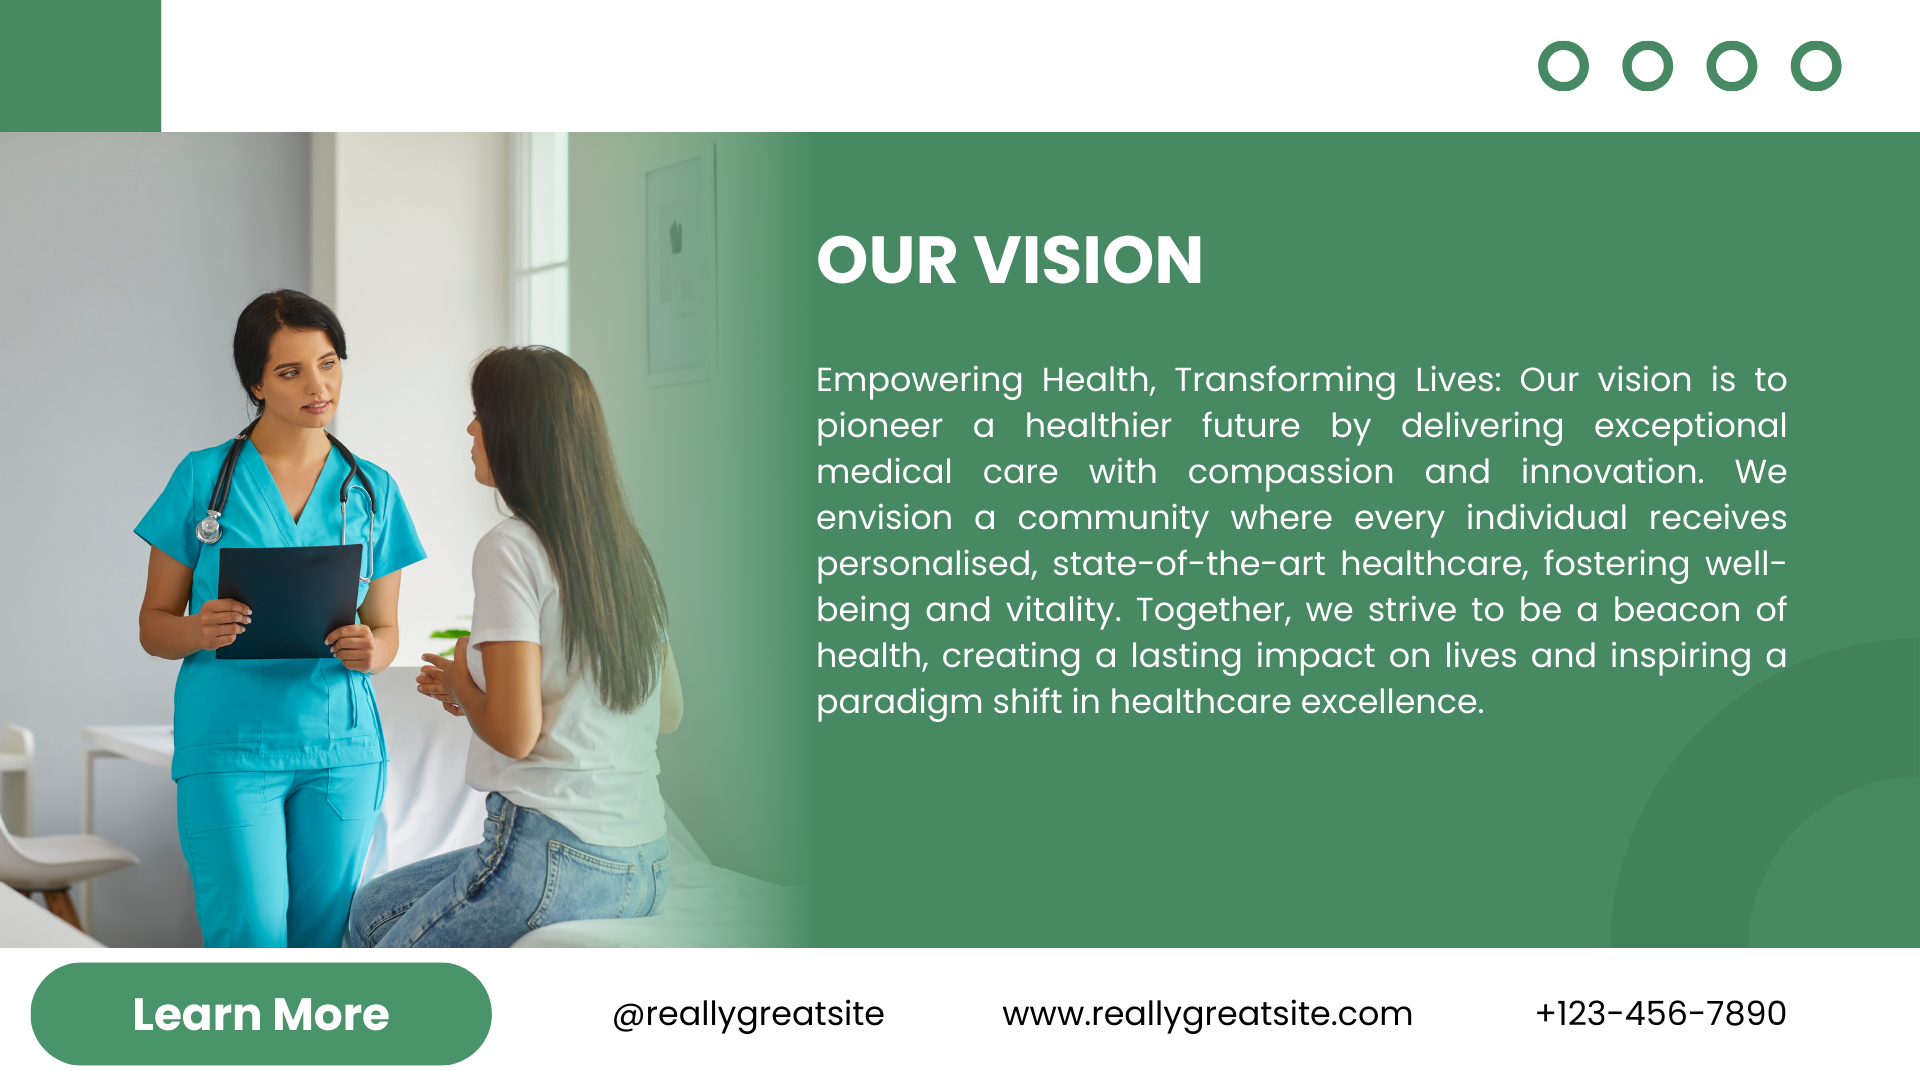 OUR VISION
Empowering Health, Transforming Lives: Our vision is to
pioneer a healthier future by delivering exceptional
medical care with compassion and innovation. We
envision a community where every individual receives
personalised, state-of-the-art healthcare, fostering well-
being and vitality. Together, we strive to be a beacon of
health, creating a lasting impact on lives and inspiring a
paradigm shift in healthcare excellence.
Learn More
@reallygreatsite
www.reallygreatsite.com
+123-456-7890